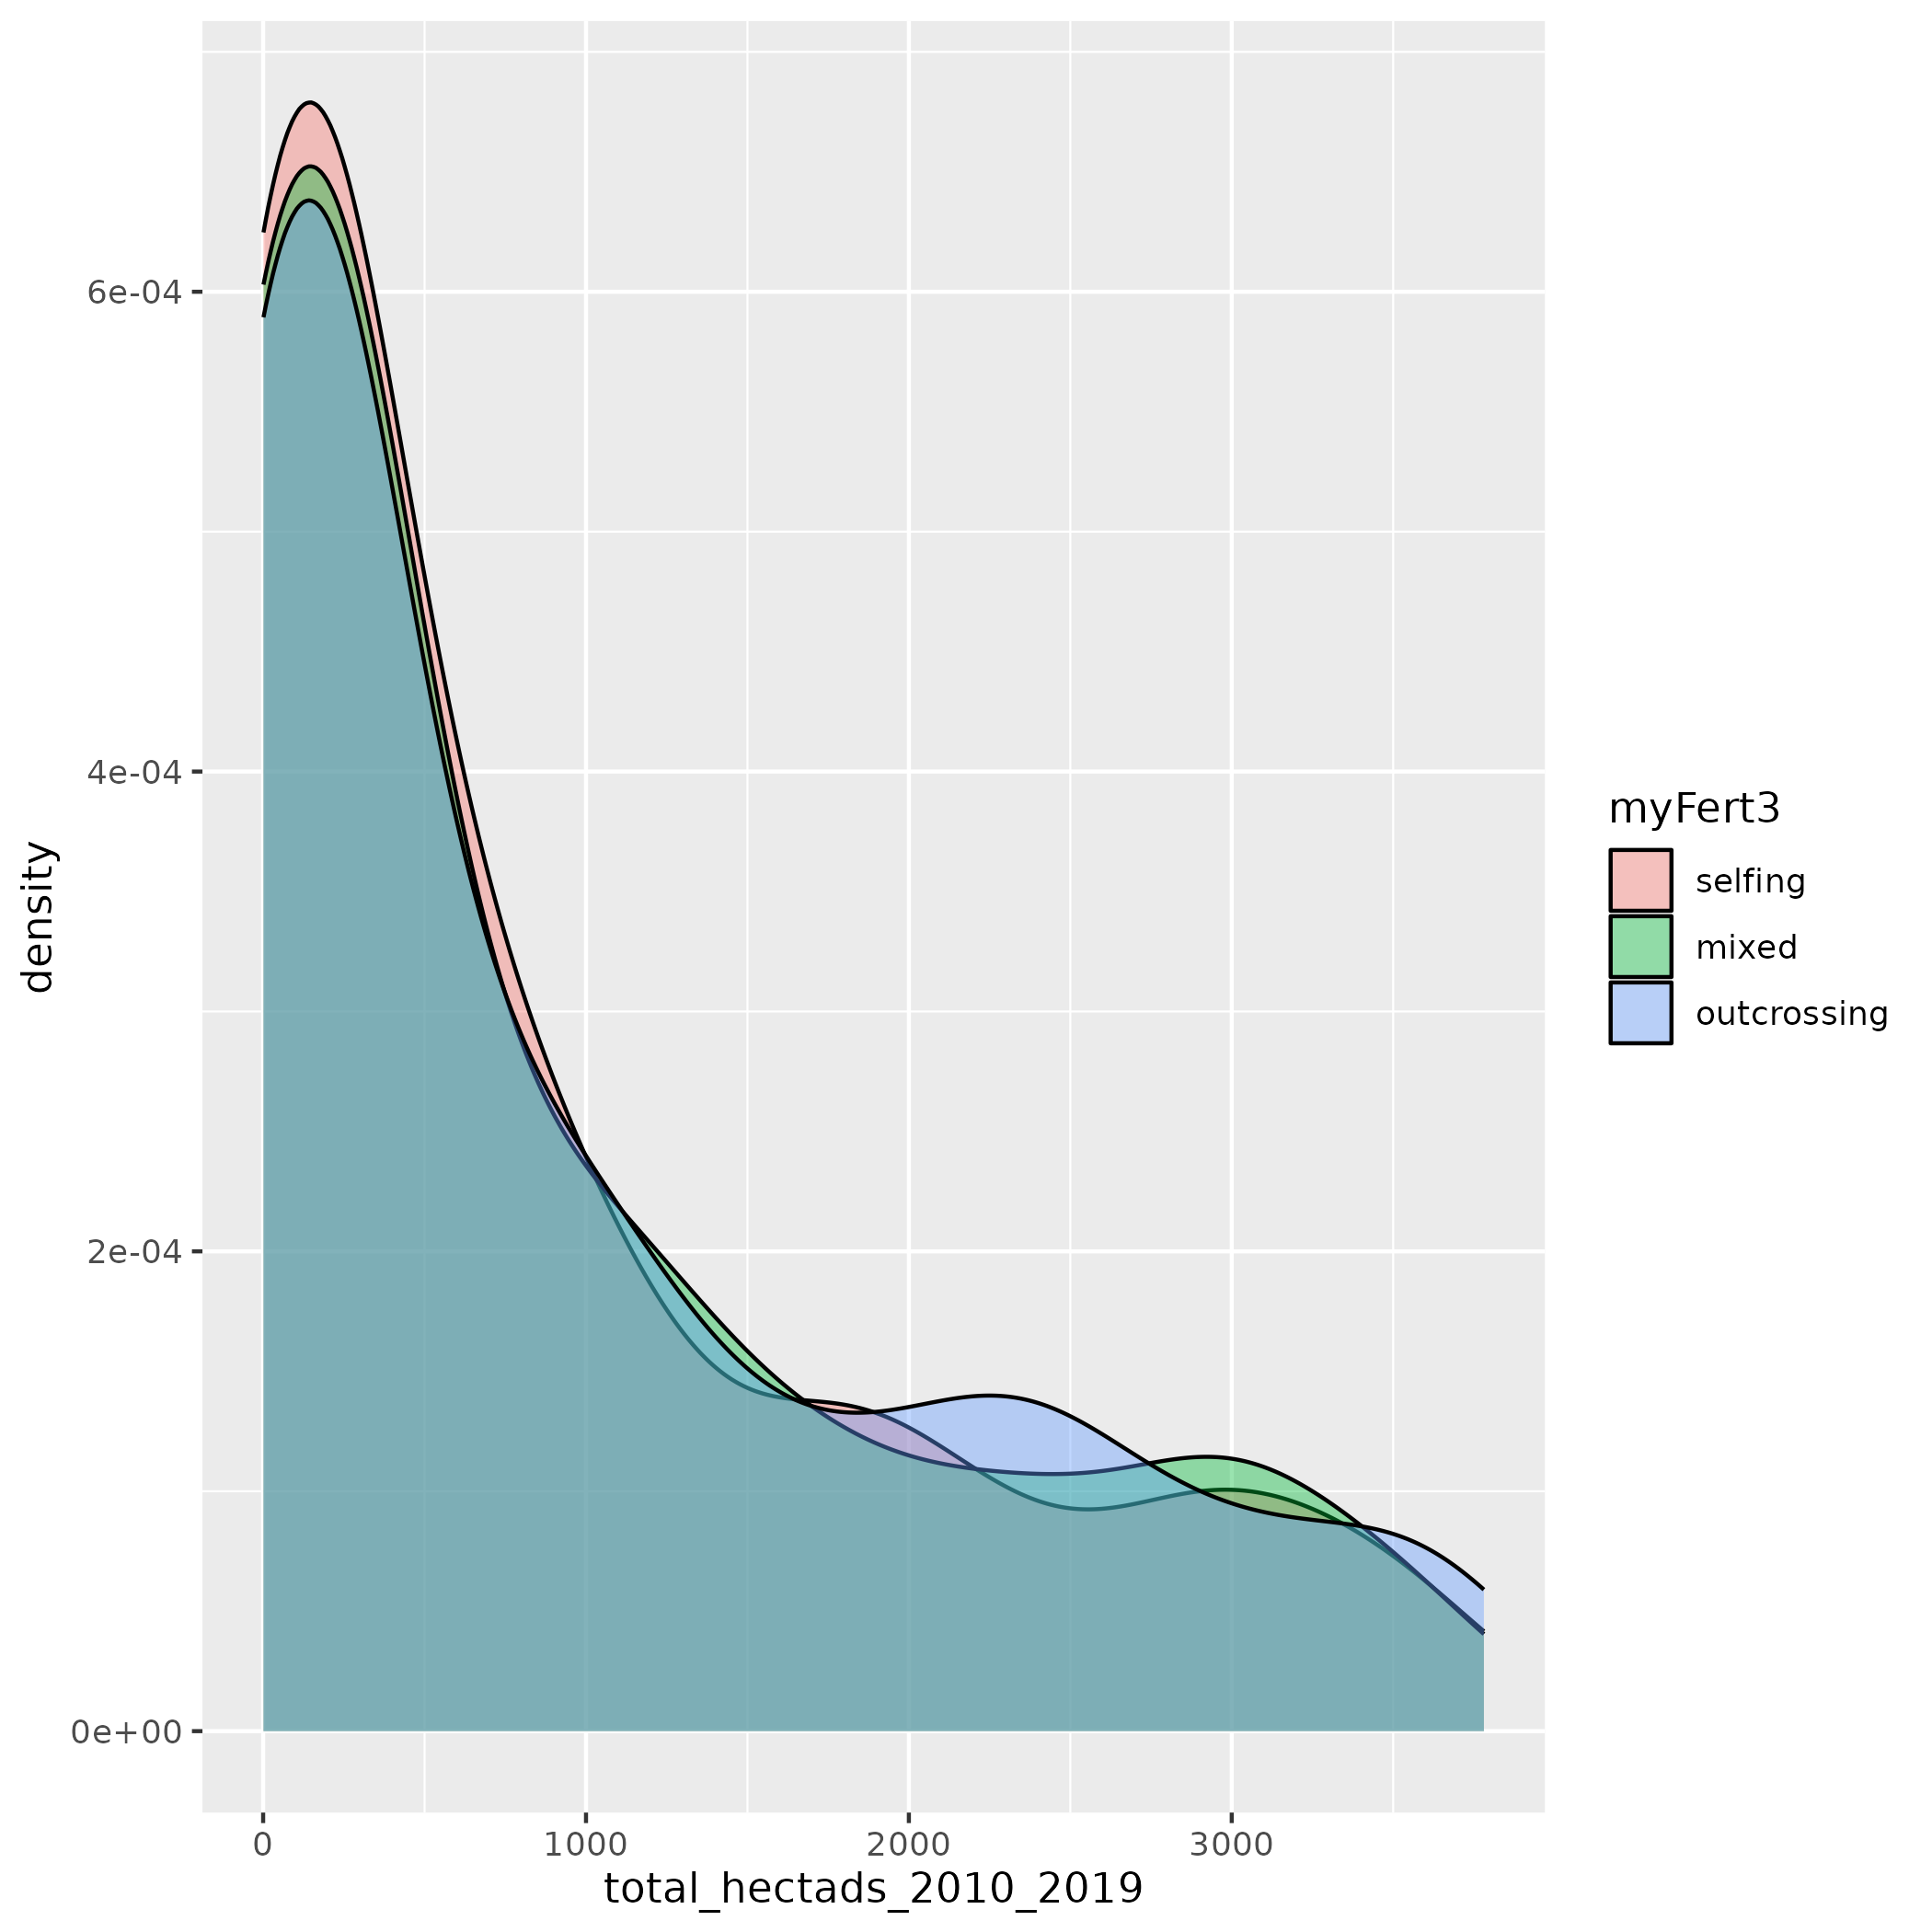 6e-04
4e-04
2e-04
0e+00
density
0 1000 2000 3000
total_hectads_2010_2019
myFert3
selfing
mixed
outcrossing